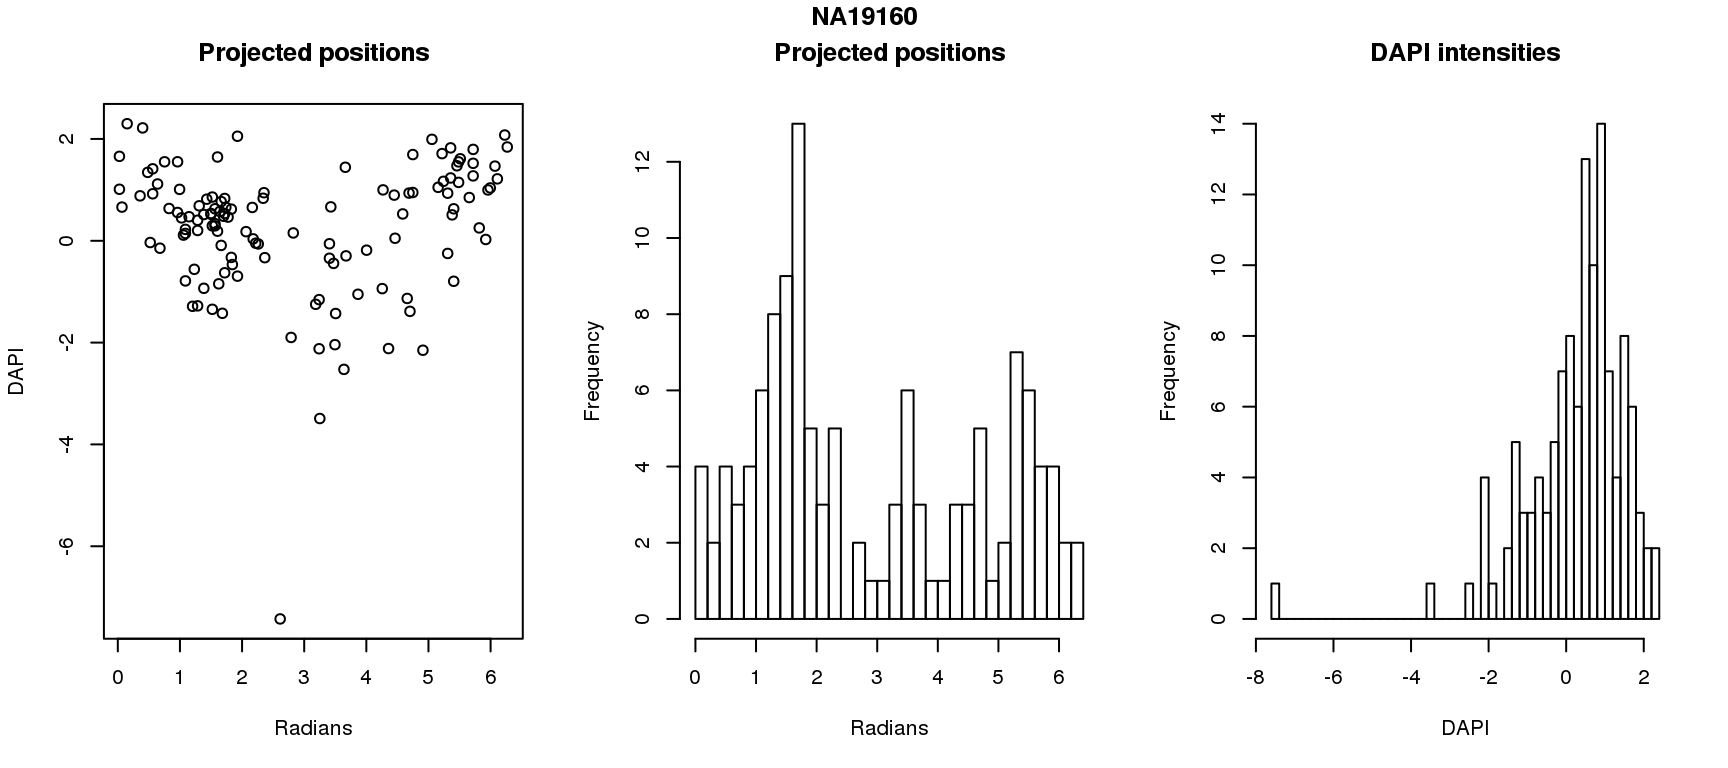 NA19160
Projected positions
DAPI
2
0
-2
-4
-6
0 1 2 3 4 5 6
Radians
Projected positions
Frequency
12
10
8
6
4
2
0
0 1 2 3 4 5 6
Radians
DAPI intensities
Frequency
14
12
10
8
6
4
2
0
-8 -6 -4 -2 0 2
DAPI